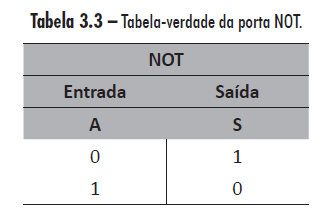 Tabela 3.3 – Tabela-verdade da porta NOT.
NOT
Entrada Saída
A S
0 1
1 0